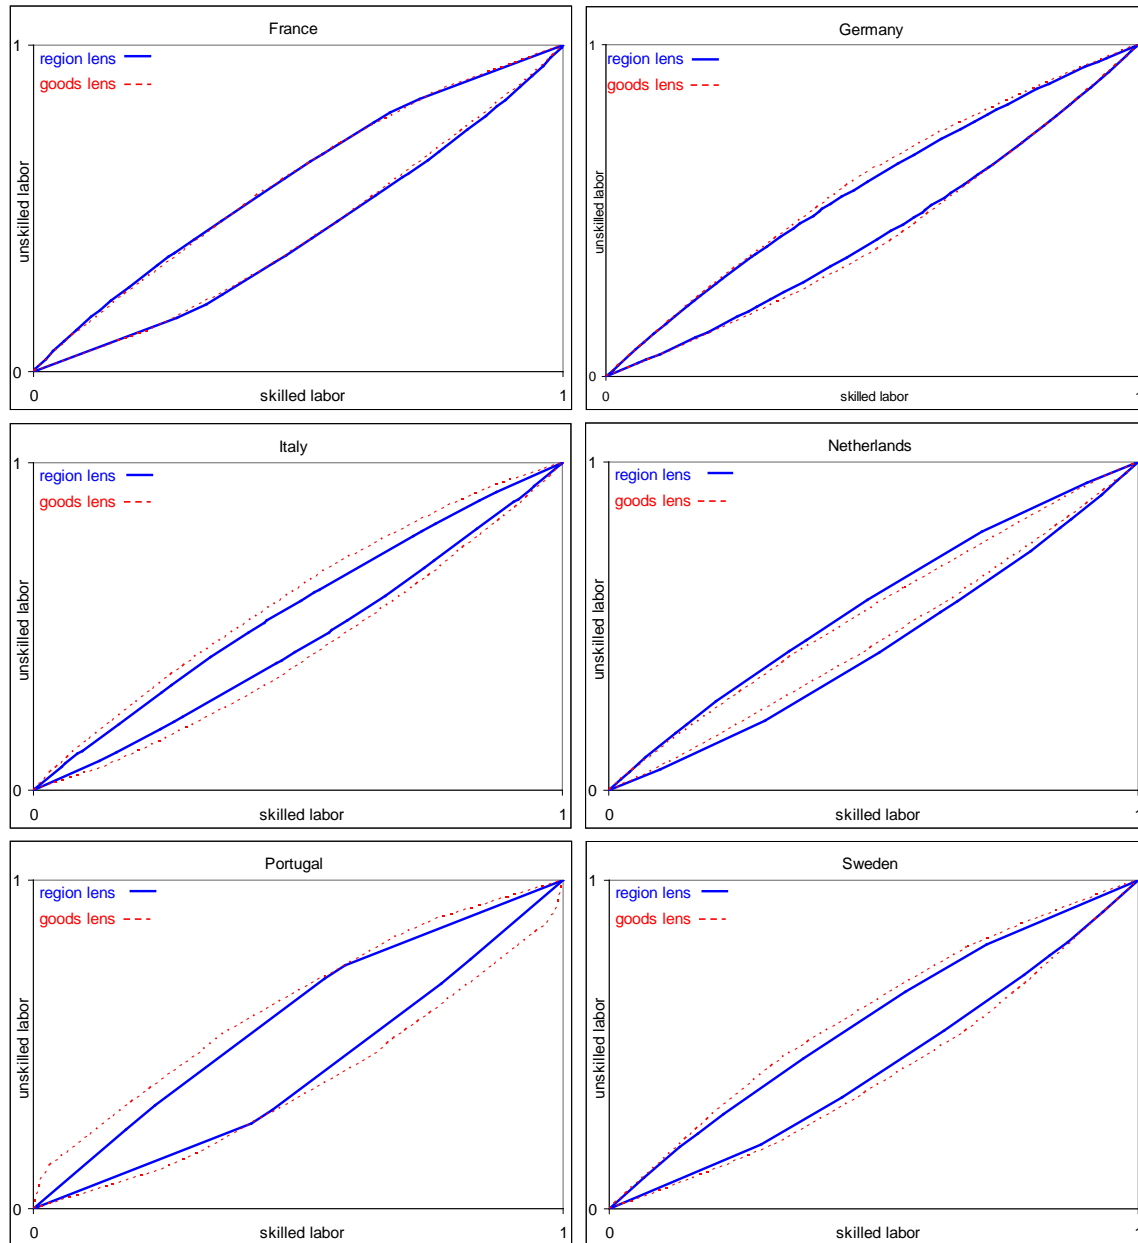 France
1
region lens
goods lens
unskilled labor
0
0
skilled labor
1
Germany
1
region lens
goods lens
unskilled labor
0
0
skilled labor
1
Italy
1
region lens
goods lens
unskilled labor
0
0
skilled labor
1
Netherlands
1
region lens
goods lens
unskilled labor
0
0
skilled labor
1
Portugal
1
region lens
goods lens
unskilled labor
0
0
skilled labor
1
Sweden
1
region lens
goods lens
unskilled labor
0
0
skilled labor
1